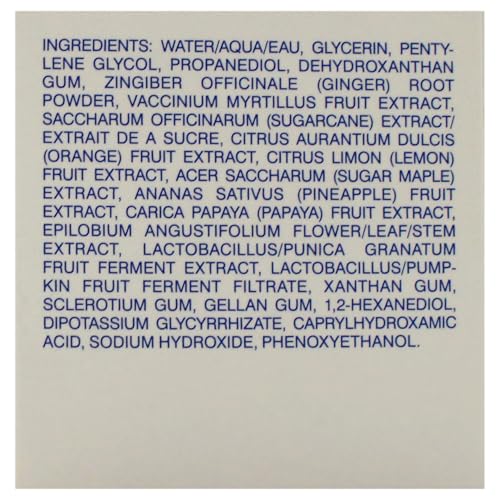 INGREDIENTS: WATER/AQUA/EAU, GLYCERIN, PENTY-
LENE GLYCOL, PROPANEDIOL, DEHYDROXANTHAN
GUM, ZINGIBER OFFICINALE (GINGER) ROOT
POWDER, VACCINIUM MYRTILLUS FRUIT EXTRACT,
SACCHARUM OFFICINARUM (SUGARCANE) EXTRACT/
EXTRAIT DE A SUCRE, CITRUS AURANTIUM DULCIS
(ORANGE) FRUIT EXTRACT, CITRUS LIMON (LEMON)
FRUIT EXTRACT, ACER SACCHARUM (SUGAR MAPLE)
EXTRACT, ANANAS SATIVUS (PINEAPPLE) FRUIT
EXTRACT, CARICA PAPAYA (PAPAYA) FRUIT EXTRACT,
EPILOBIUM ANGUSTIFOLIUM FLOWER/LEAF/STEM
EXTRACT, LACTOBACILLUS/PUNICA GRANATUM
FRUIT FERMENT EXTRACT, LACTOBACILLUS/PUMP-
KIN FRUIT FERMENT FILTRATE, XANTHAN GUM,
SCLEROTIUM GUM, GELLAN GUM, 1,2-HEXANEDIOL,
DIPOTASSIUM GLYCYRRHIZATE, CAPRYLHYDROXAMIC
ACID, SODIUM HYDROXIDE, PHENOXYETHANOL.